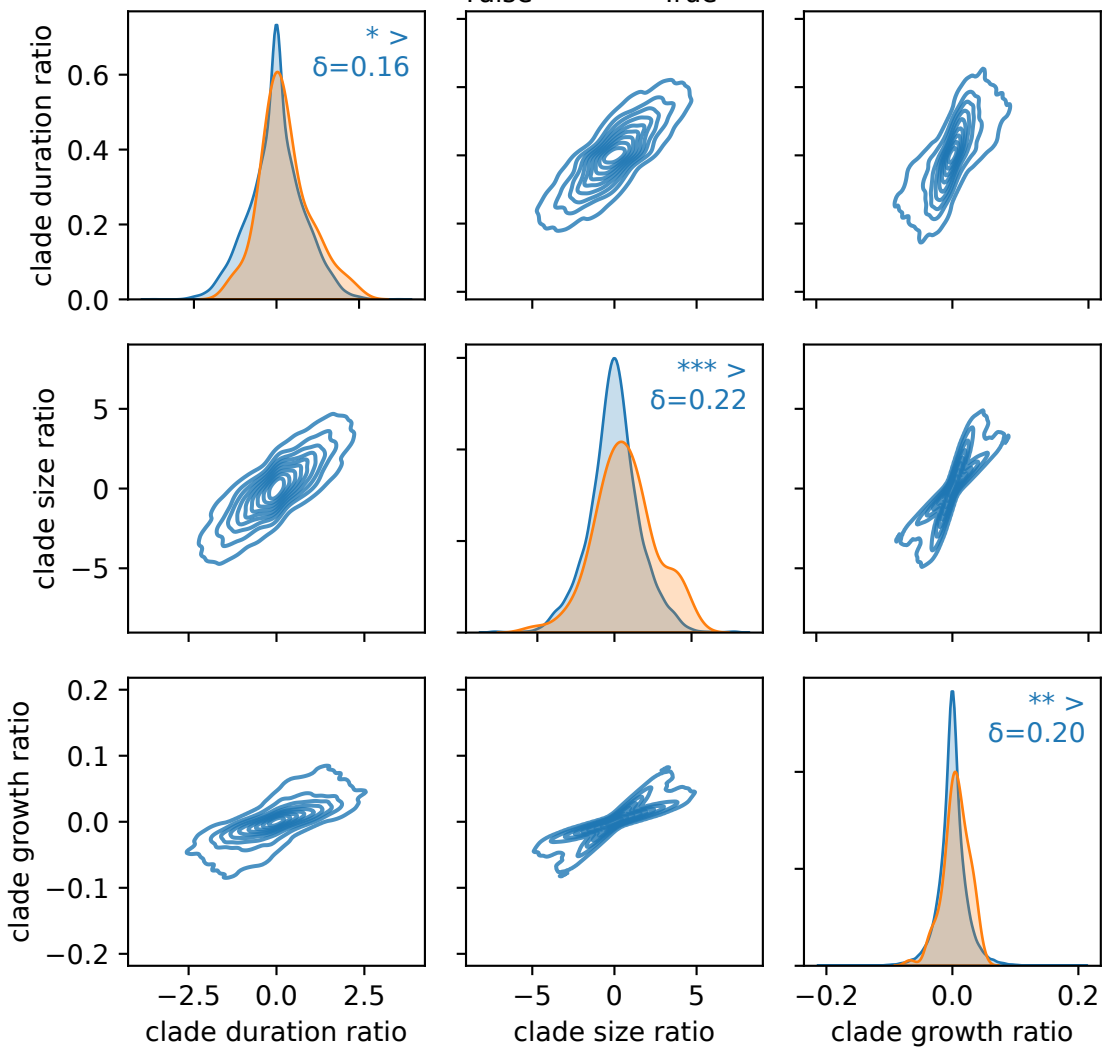 False True
clade duration ratio
0.6
0.4
0.2
0.0
* >
δ=0.16
clade size ratio
5
0
−5
*** >
δ=0.22
clade growth ratio
0.2
0.1
0.0
−0.1
−0.2
** >
δ=0.20
−2.5 0.0 2.5
−5 0 5
−0.2 0.0 0.2
clade duration ratio
clade size ratio
clade growth ratio